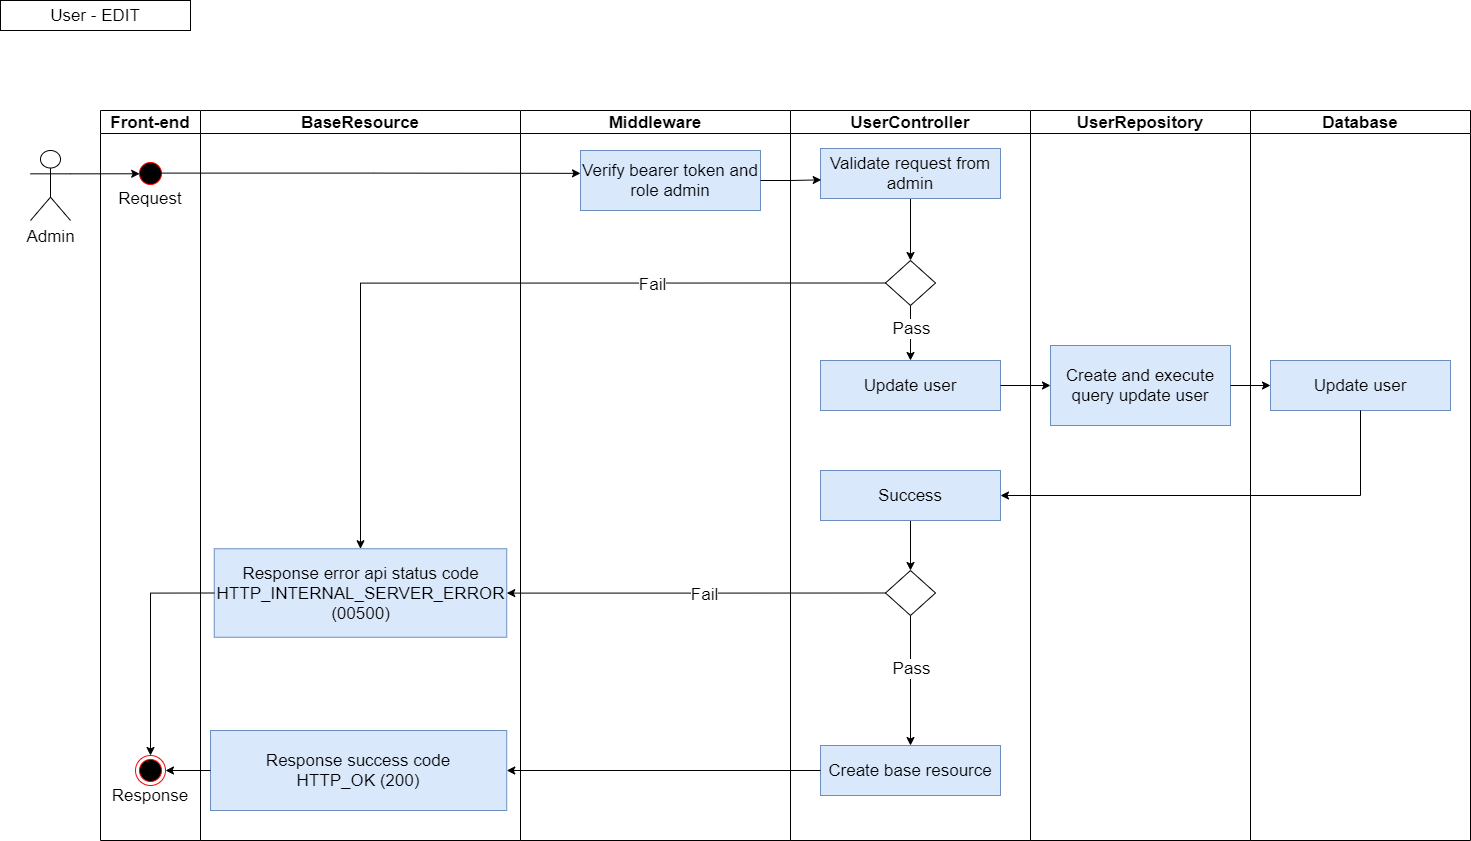 User - EDIT
Front-end
BaseResource
Middleware
UserController
UserRepository
Database
Admin
Request
Verify bearer token and
role admin
Validate request from
admin
Fail
Pass
Update user
Create and execute
query update user
Update user
Success
Response error api status code
HTTP_INTERNAL_SERVER_ERROR
(00500)
Fail
Pass
Response
Response success code
HTTP_OK (200)
Create base resource